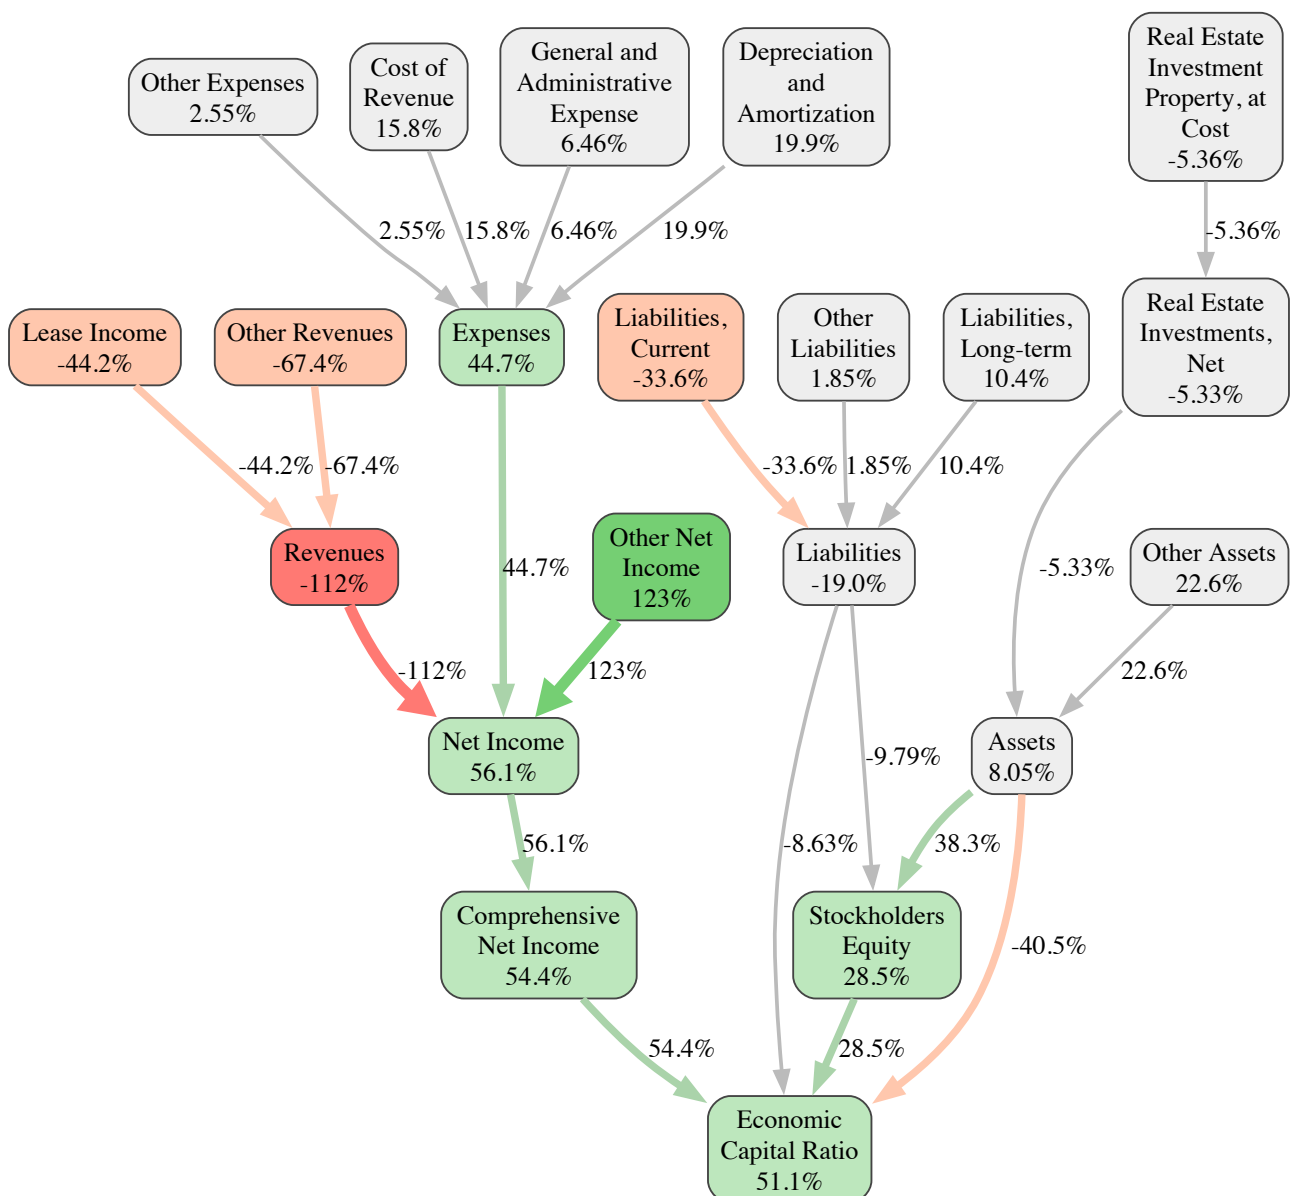 Other Expenses
2.55%
Cost of
Revenue
15.8%
General and
Administrative
Expense
6.46%
Depreciation
and
Amortization
19.9%
Real Estate
Investment
Property, at
Cost
-5.36%
2.55%
15.8%
6.46%
19.9%
-5.36%
Lease Income
-44.2%
Other Revenues
-67.4%
Expenses
44.7%
Liabilities,
Current
-33.6%
Other
Liabilities
1.85%
Liabilities,
Long-term
10.4%
Real Estate
Investments,
Net
-5.33%
-44.2%
-67.4%
-33.6%
1.85%
10.4%
Revenues
-112%
44.7%
Other Net
Income
123%
Liabilities
-19.0%
-5.33%
Other Assets
22.6%
-112%
123%
22.6%
Net Income
56.1%
-9.79%
Assets
8.05%
56.1%
-8.63%
38.3%
Comprehensive
Net Income
54.4%
Stockholders
Equity
28.5%
-40.5%
54.4%
28.5%
Economic
Capital Ratio
51.1%